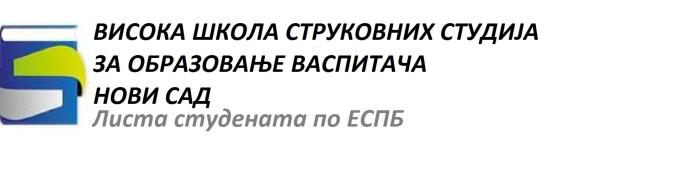 ВИСОКА ШКОЛА СТРУКОВНИХ СТУДИЈА
ЗА ОБРАЗОВАЊЕ ВАСПИТАЧА
НОВИ САД
Листа студената по ЕСПБ